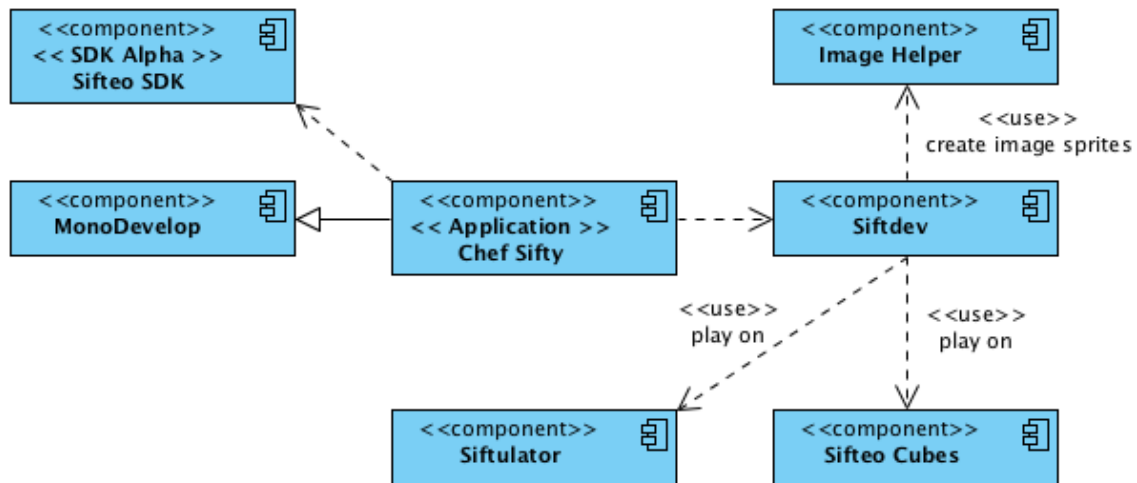 <<component>>
<< SDK Alpha >>
Sifteo SDK
<<component>>
Image Helper
<<use>>
create image sprites
<<component>>
MonoDevelop
<<component>>
<< Application >>
Chef Sifty
<<component>>
Siftdev
<<use>>
play on
<<use>>
play on
<<component>>
Siftulator
<<component>>
Sifteo Cubes